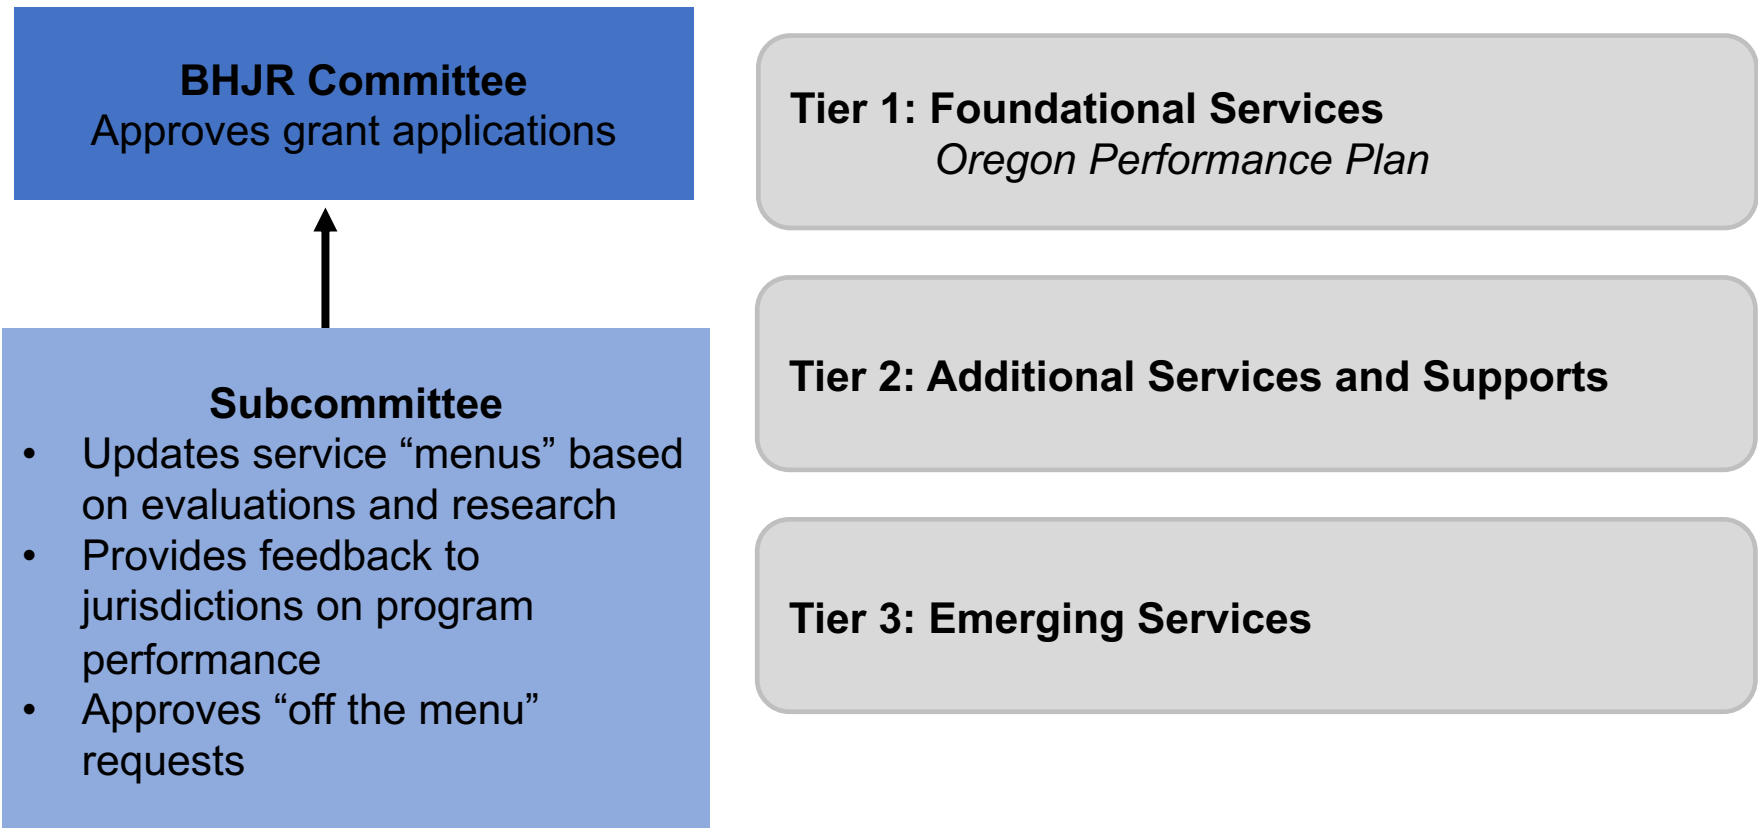 BHJR Committee
Approves grant applications
Subcommittee
• Updates service “menus” based
on evaluations and research
• Provides feedback to
jurisdictions on program
performance
• Approves “off the menu”
requests
Tier 1: Foundational Services
Oregon Performance Plan
Tier 2: Additional Services and Supports
Tier 3: Emerging Services